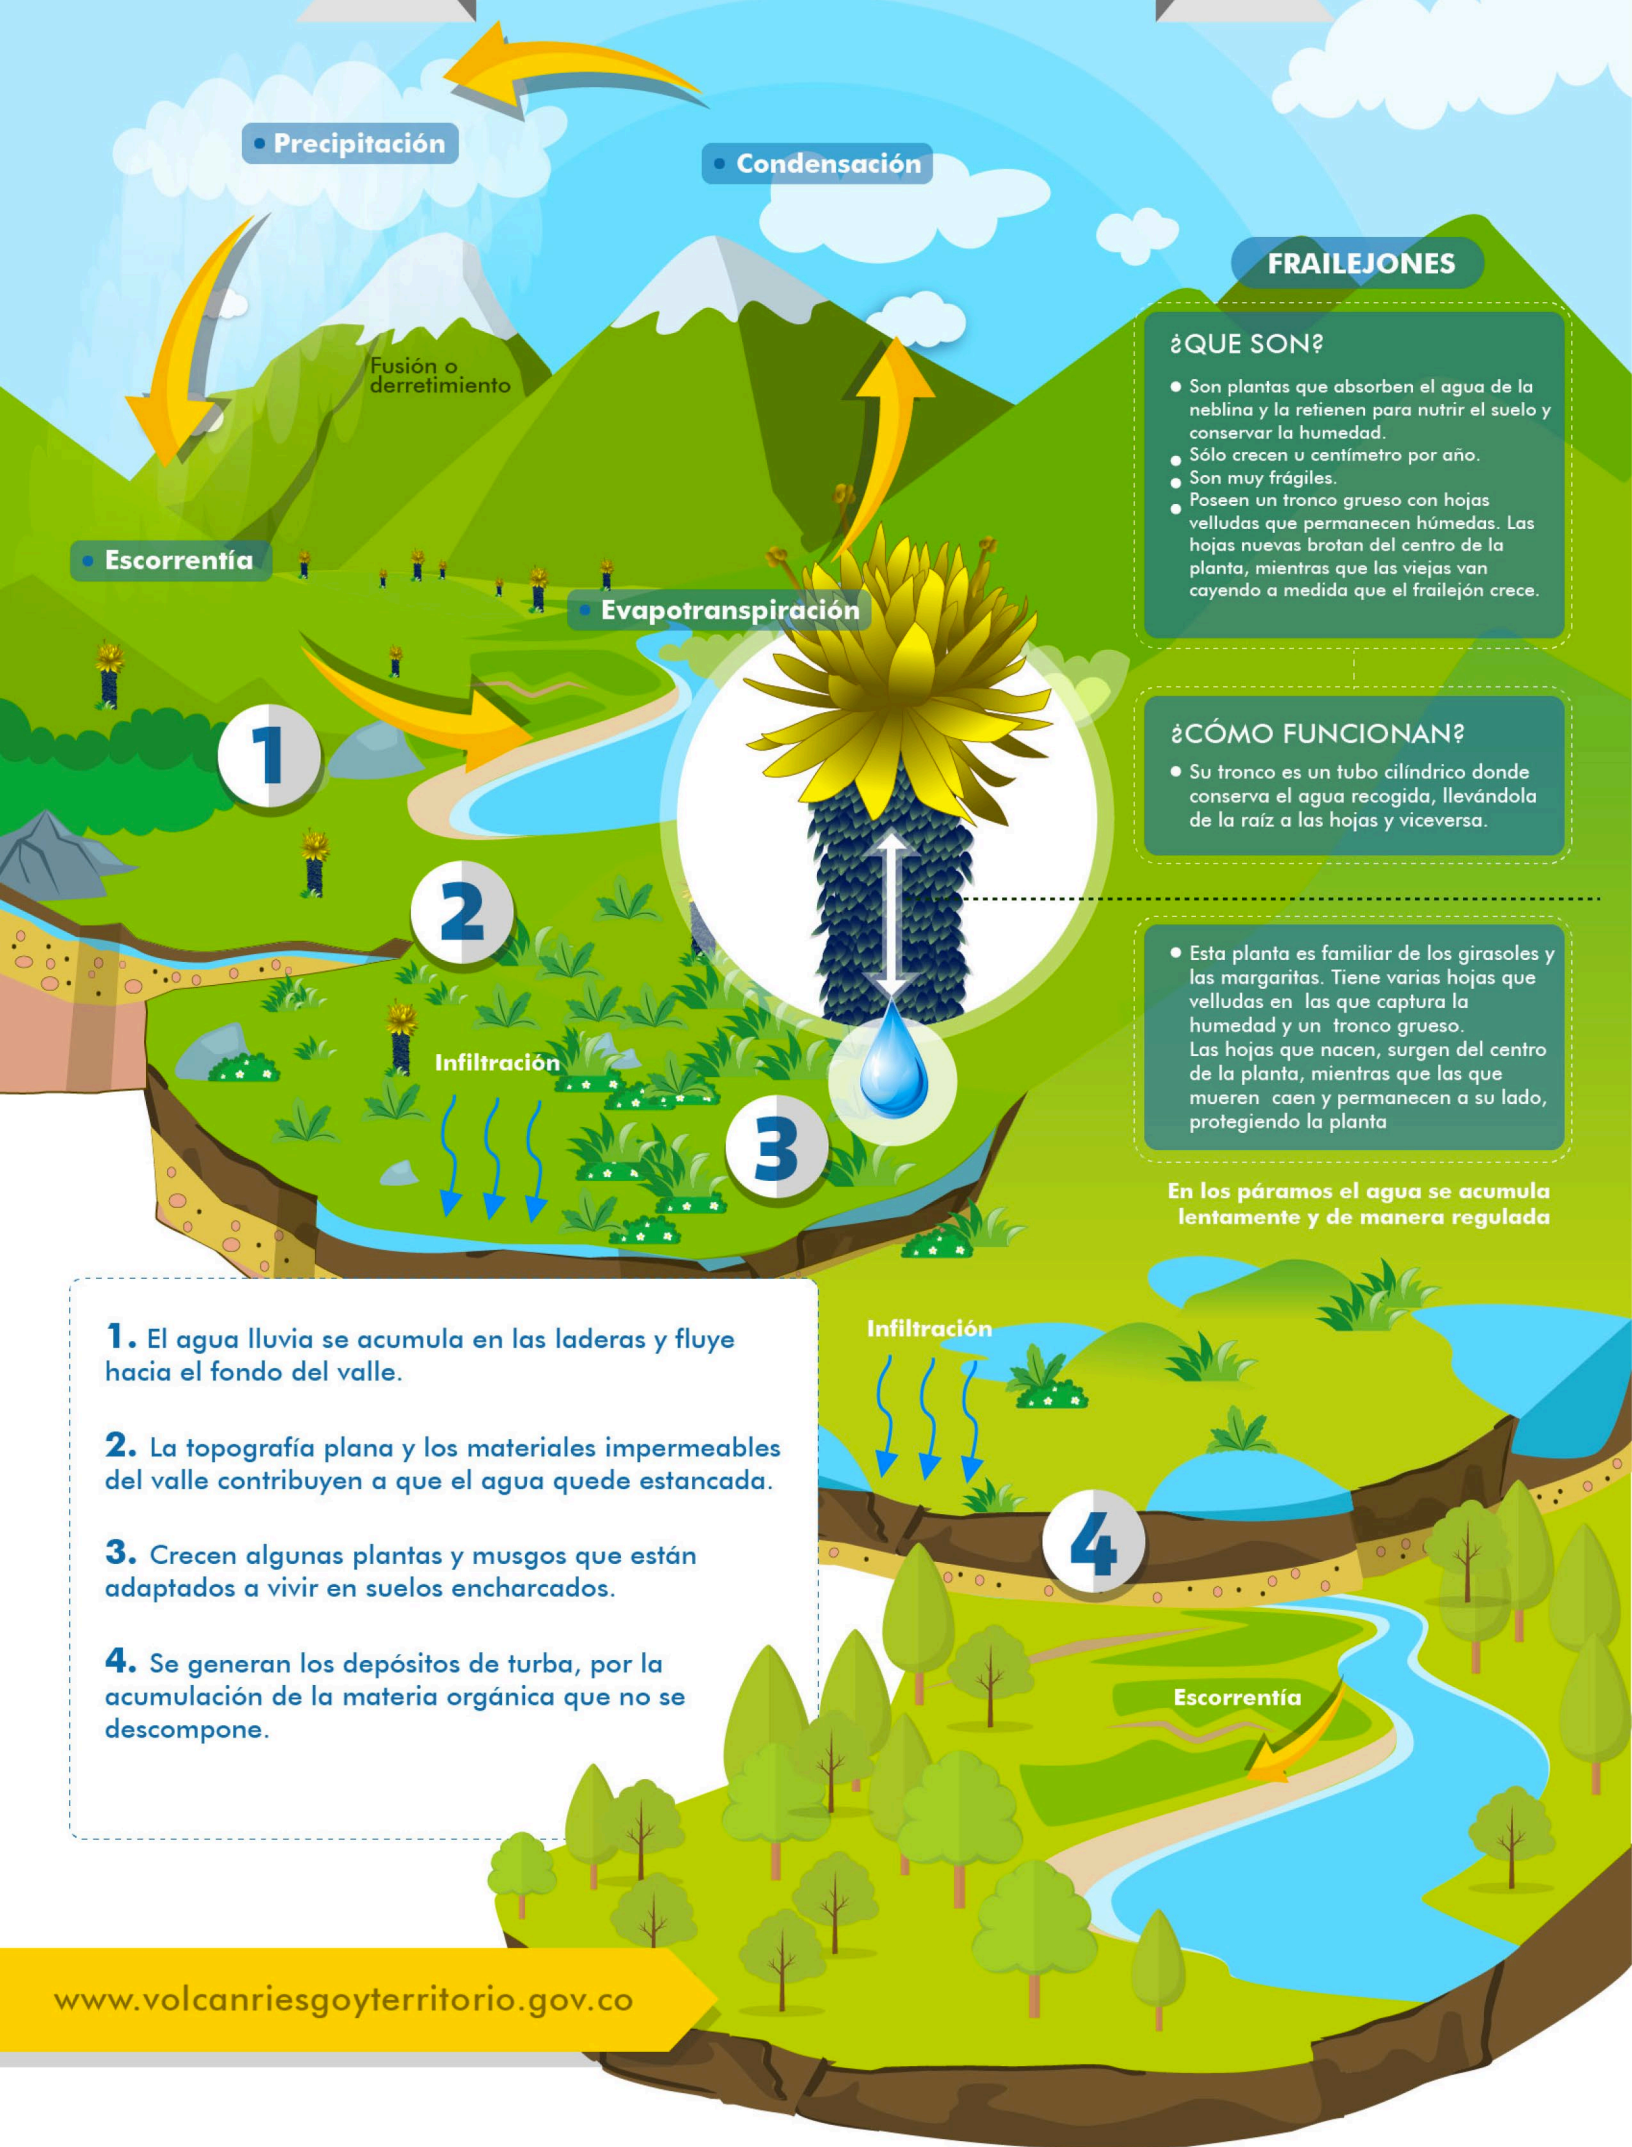 • Precipitación
• Condensación
Fusión o
derretimiento
• Escorrentía
• Evapotranspiración
1
2
Infiltración
3
FRAILEJONES
¿QUE SON?
• Son plantas que absorben el agua de la
neblina y la retienen para nutrir el suelo y
conservar la humedad.
• Sólo crecen u centímetro por año.
• Son muy frágiles.
• Poseen un tronco grueso con hojas
velludas que permanecen húmedas. Las
hojas nuevas brotan del centro de la
planta, mientras que las viejas van
cayendo a medida que el frailejón crece.
¿CÓMO FUNCIONAN?
• Su tronco es un tubo cilíndrico donde
conserva el agua recogida, llevándola
de la raíz a las hojas y viceversa.
• Esta planta es familiar de los girasoles y
las margaritas. Tiene varias hojas que
velludas en las que captura la
humedad y un tronco grueso.
Las hojas que nacen, surgen del centro
de la planta, mientras que las que
mueren caen y permanecen a su lado,
protegiendo la planta
En los páramos el agua se acumula
lentamente y de manera regulada
1. El agua lluvia se acumula en las laderas y fluye
hacia el fondo del valle.
2. La topografía plana y los materiales impermeables
del valle contribuyen a que el agua quede estancada.
3. Crecen algunas plantas y musgos que están
adaptados a vivir en suelos encharcados.
4. Se generan los depósitos de turba, por la
acumulación de la materia orgánica que no se
descompone.
Infiltración
4
Escorrentía
www.volcanriesgoyterritorio.gov.co